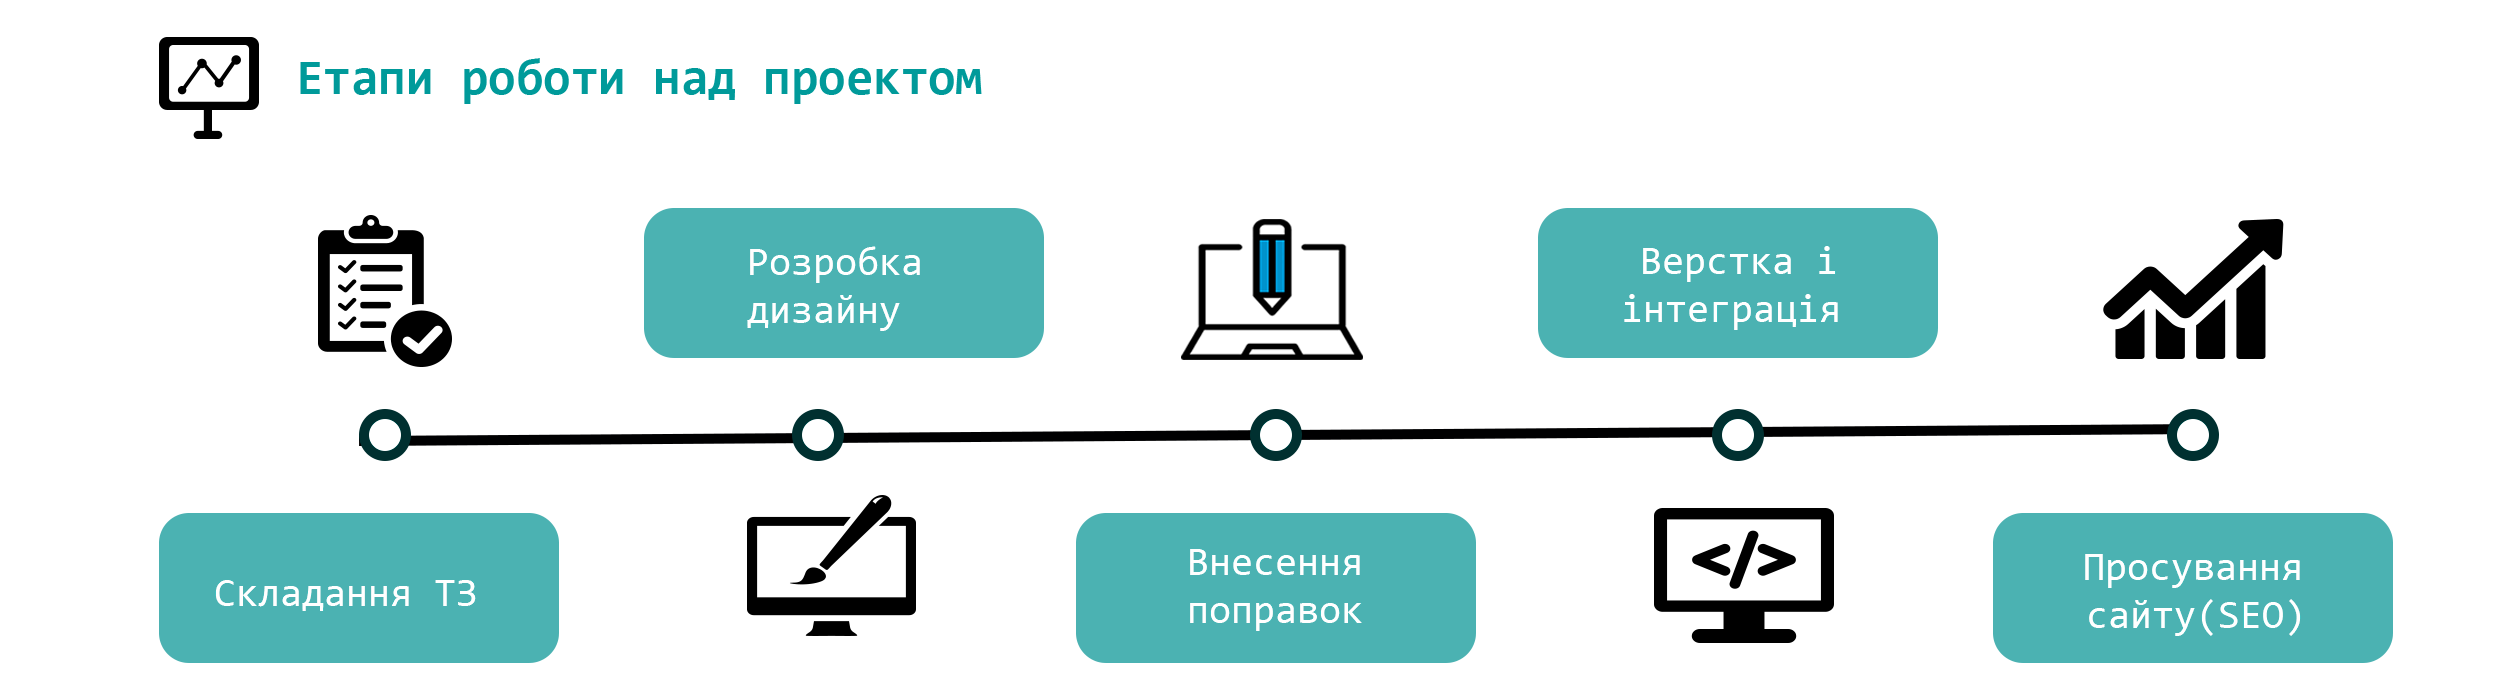 Етапи роботи над проектом
Розробка
дизайну
Верстка і
інтеграція
Складання ТЗ
Внесення
поправок
Просування
сайту(SEO)